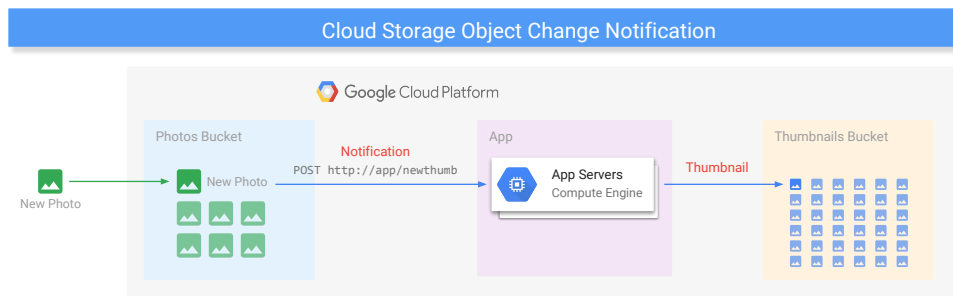 Cloud Storage Object Change Notification
Google Cloud Platform
Photos Bucket
App
Thumbnails Bucket
Notification
POST http://app/newthumb
New Photo
New Photo
App Servers
Compute Engine
Thumbnail